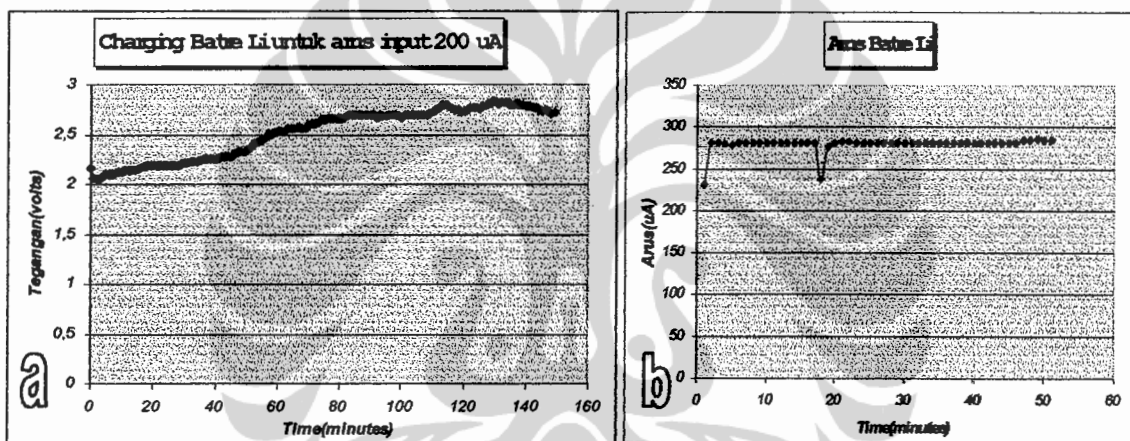 Charging Batre Li untuk arus input 200 uA
Tegangan(volts)
3
2,5
2
1,5
1
0,5
0
0 20 40 60 80 100 120 140 160
Time(minutes)
a
Arus Batre Li
Arus(uA)
350
300
250
200
150
100
50
0
0 10 20 30 40 50 60
Time(minutes)
b